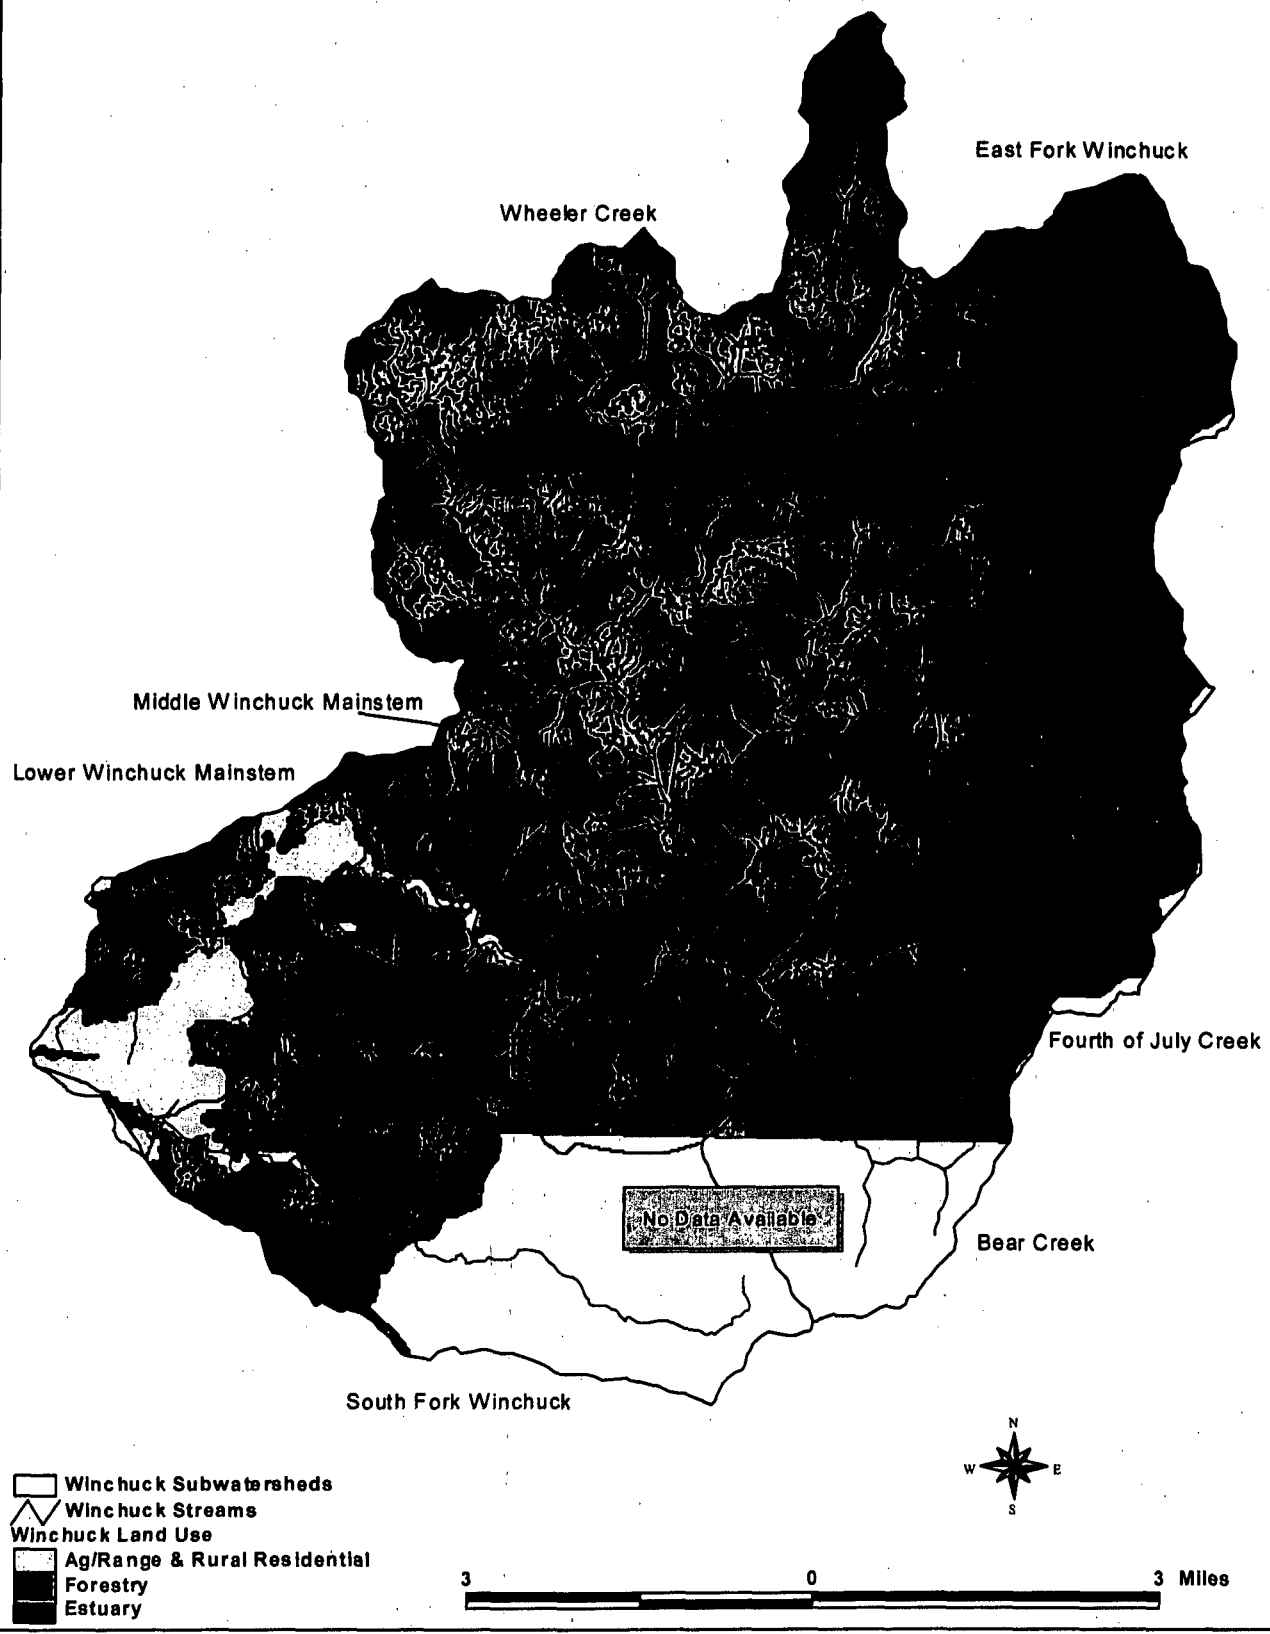 East Fork Winchuck
Wheeler Creek
Middle Winchuck Mainstem
Lower Winchuck Mainstem
Fourth of July Creek
No Data Available
Bear Creek
South Fork Winchuck
N
W E
S
Winchuck Subwatersheds
Winchuck Streams
Winchuck Land Use
Ag/Range & Rural Residential
Forestry
Estuary
3 0 3 Miles